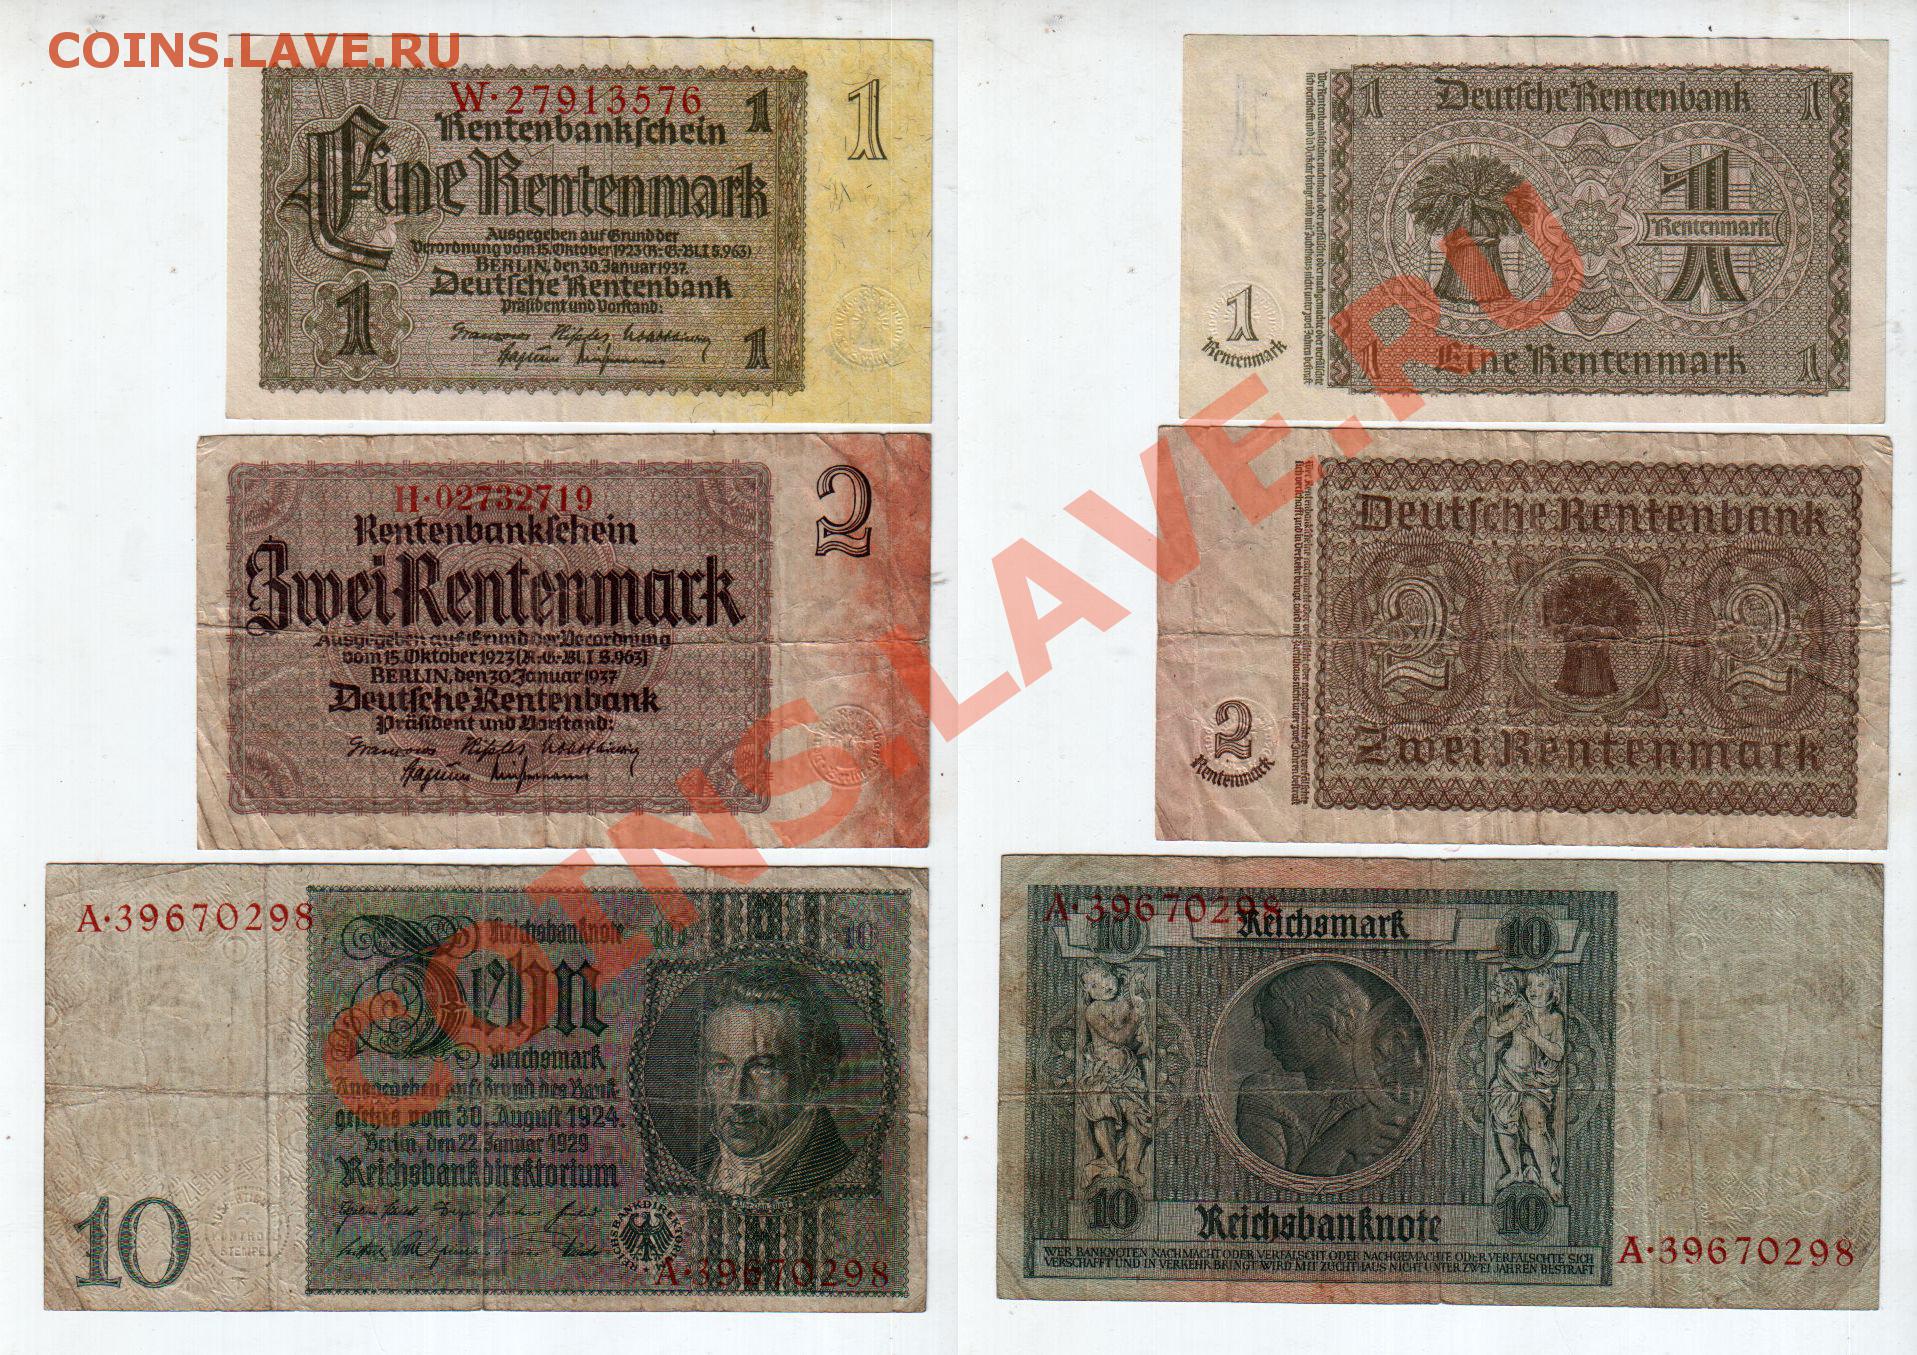 COINS.LAVE.RU
W·27913576
Rentenbankschein
1
1
Eine Rentenmark
Ausgegeben auf Grund der
Verordnung vom 15. Oktober 1923 (R.-G.-Bl. I S. 963)
BERLIN, den 30. Januar 1937.
Deutsche Rentenbank
Präsident und Vorstand:
1
1
Deutsche Rentenbank
1
1
1
Rentenmark
1
Rentenmark
1
Eine Rentenmark
1
H·02732719
2
Rentenbankschein
Zwei Rentenmark
Ausgegeben auf Grund der Verordnung
vom 15. Oktober 1923 (R.-G.-Bl. I S. 963)
BERLIN, den 30. Januar 1937
Deutsche Rentenbank
Präsident und Vorstand:
Deutsche Rentenbank
2
2
2
Rentenmark
Zwei Rentenmark
A·39670298
Reichsbanknote
10
Zehn
Reichsmark
Ausgegeben auf Grund des Bank-
gesetzes vom 30. August 1924.
Berlin, den 22. Januar 1929
Reichsbankdirektorium
10
REICHSBANKDIREKTORIUM
A·39670298
A·39670298
10
Reichsmark
10
10
Reichsbanknote
10
WER BANKNOTEN NACHMACHT ODER VERFÄLSCHT ODER NACHGEMACHTE ODER VERFÄLSCHTE SICH
VERSCHAFFT UND IN VERKEHR BRINGT WIRD MIT ZUCHTHAUS NICHT UNTER ZWEI JAHREN BESTRAFT
A·39670298
COINS.LAVE.RU